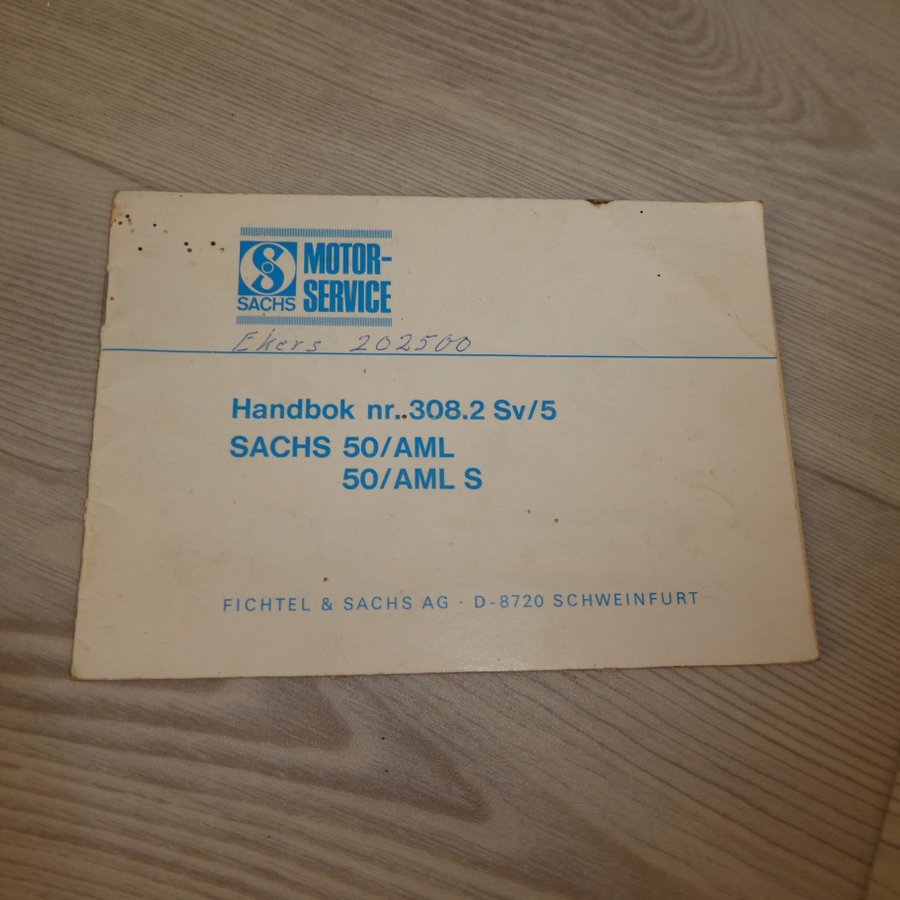 SACHS
MOTOR-
SERVICE
Ekers 202500
Handbok nr. 308.2 Sv/5
SACHS 50/AML
50/AML S
FICHTEL & SACHS AG · D-8720 SCHWEINFURT